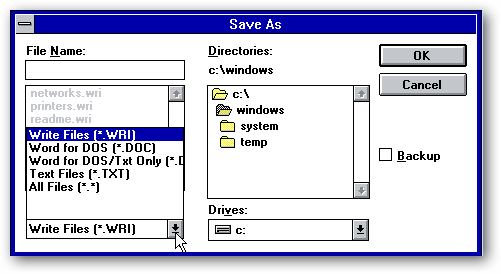 Save As
File Name:
networks.wri
printers.wri
readme.wri
Write Files (*.WRI)
Word for DOS (*.DOC)
Word for DOS/Txt Only (*.D
Text Files (*.TXT)
All Files (*.*)
Write Files (*.WRI)
Directories:
c:\windows
c:\
windows
system
temp
Drives:
c:
OK
Cancel
Backup